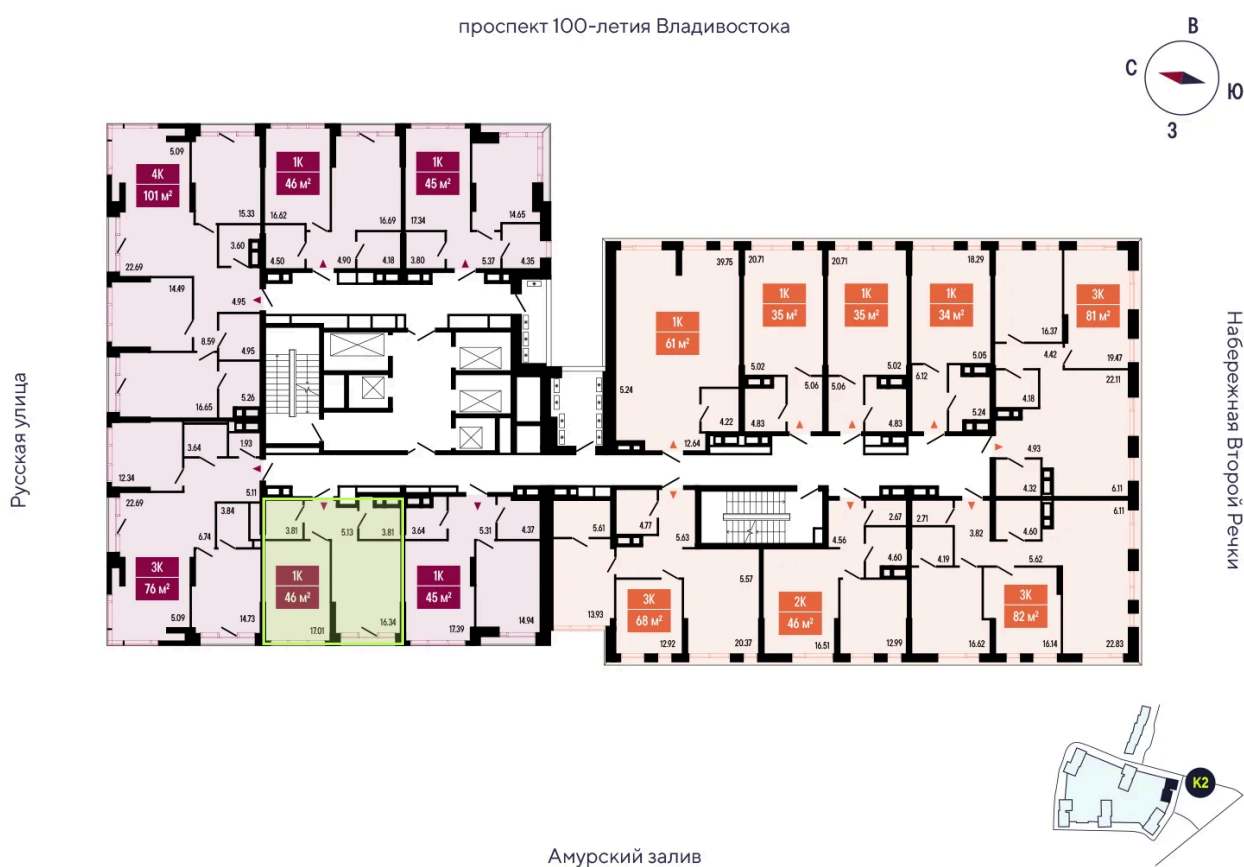 проспект 100-летия Владивостока
В
С
Ю
З
Русская улица
Набережная Второй Речки
4К
101 м²
5.09
15.33
3.60
22.69
14.49
4.95
8.59
4.95
16.65
5.26
1К
46 м²
16.62
16.69
4.50
4.90
4.18
1К
45 м²
17.34
14.65
3.80
5.37
4.35
1К
61 м²
39.75
5.24
4.22
12.64
1К
35 м²
20.71
5.02
5.06
4.83
1К
35 м²
20.71
5.02
5.06
4.83
1К
34 м²
18.29
5.05
6.12
5.24
3К
81 м²
16.37
4.42
19.47
22.11
4.18
4.93
4.32
6.11
3К
76 м²
3.64
1.93
12.34
5.11
22.69
3.84
6.74
5.09
14.73
1К
46 м²
3.81
5.13
3.81
17.01
16.34
1К
45 м²
3.64
5.31
4.37
17.39
14.94
3К
68 м²
5.61
4.77
5.63
5.57
13.93
12.92
20.37
2К
46 м²
2.67
4.56
4.60
16.51
12.99
3К
82 м²
2.71
3.82
4.60
6.11
4.19
5.62
16.62
16.14
22.83
К2
Амурский залив